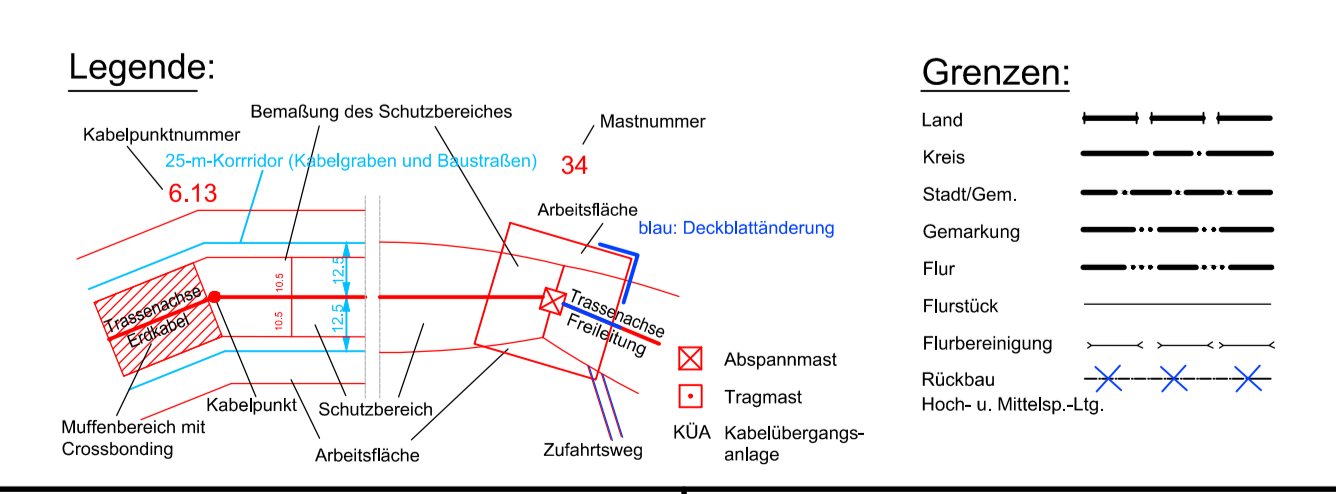 Legende:
Bemaßung des Schutzbereiches
Kabelpunktnummer
Mastnummer
25-m-Korrridor (Kabelgraben und Baustraßen)
34
6.13
Arbeitsfläche
blau: Deckblattänderung
12.5
10.5
10.5
12.5
Trassenachse
Erdkabel
Trassenachse
Freileitung
Kabelpunkt
Schutzbereich
Muffenbereich mit
Crossbonding
Arbeitsfläche
Zufahrtsweg
Abspannmast
Tragmast
KÜA Kabelübergangs-
anlage
Grenzen:
Land
Kreis
Stadt/Gem.
Gemarkung
Flur
Flurstück
Flurbereinigung
Rückbau
Hoch- u. Mittelsp.-Ltg.